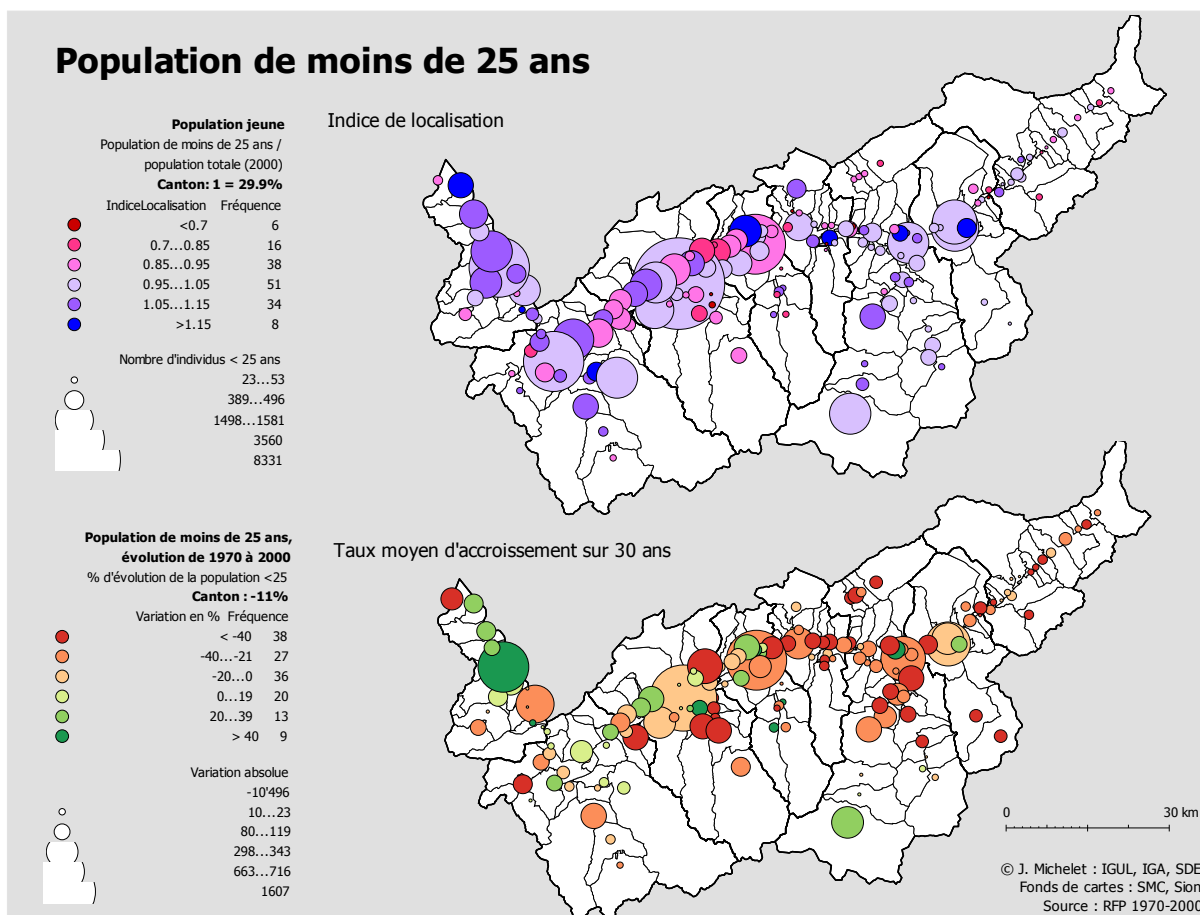 Population de moins de 25 ans
Indice de localisation
Population jeune
Population de moins de 25 ans /
population totale (2000)
Canton: 1 = 29.9%
IndiceLocalisation Fréquence
<0.7 6
0.7...0.85 16
0.85...0.95 38
0.95...1.05 51
1.05...1.15 34
>1.15 8
Nombre d'individus < 25 ans
23...53
389...496
1498...1581
3560
8331
Taux moyen d'accroissement sur 30 ans
Population de moins de 25 ans,
évolution de 1970 à 2000
% d'évolution de la population <25
Canton : -11%
Variation en % Fréquence
< -40 38
-40...-21 27
-20...0 36
0...19 20
20...39 13
> 40 9
Variation absolue
-10'496
10...23
80...119
298...343
663...716
1607
0 30 km
© J. Michelet : IGUL, IGA, SDE
Fonds de cartes : SMC, Sion
Source : RFP 1970-2000